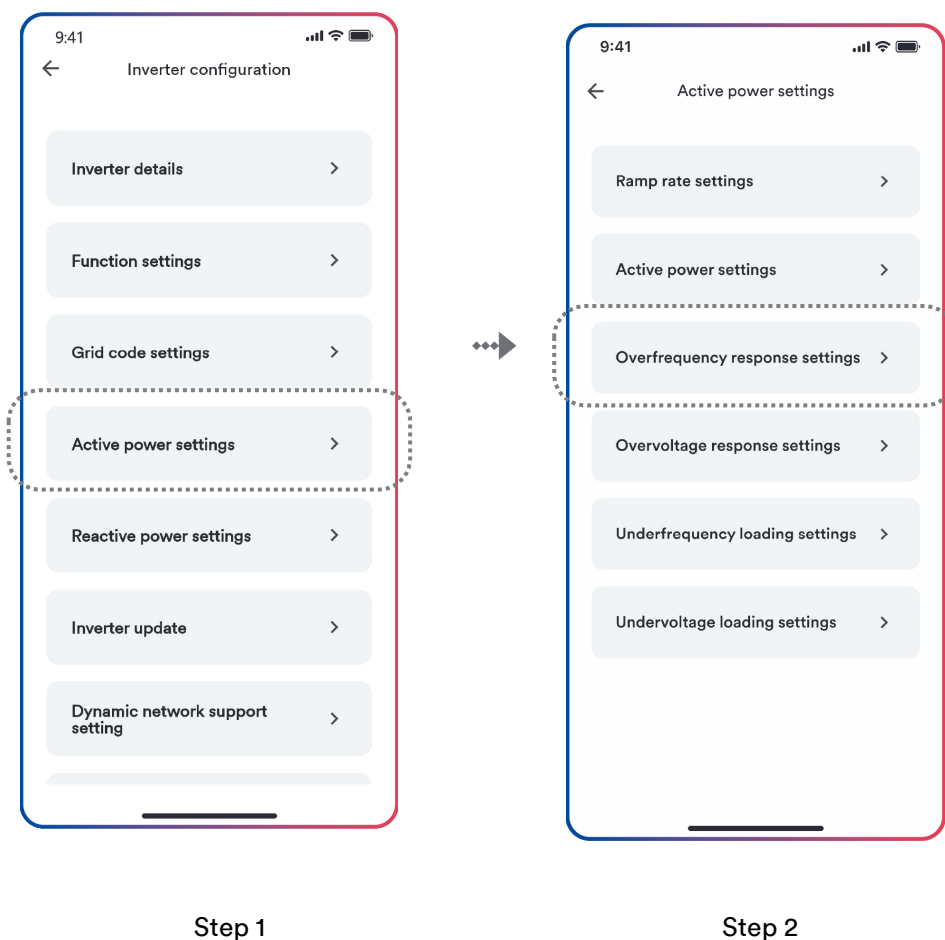 9:41
Inverter configuration
Inverter details
Function settings
Grid code settings
Active power settings
Reactive power settings
Inverter update
Dynamic network support
setting
Step 1
9:41
Active power settings
Ramp rate settings
Active power settings
Overfrequency response settings
Overvoltage response settings
Underfrequency loading settings
Undervoltage loading settings
Step 2